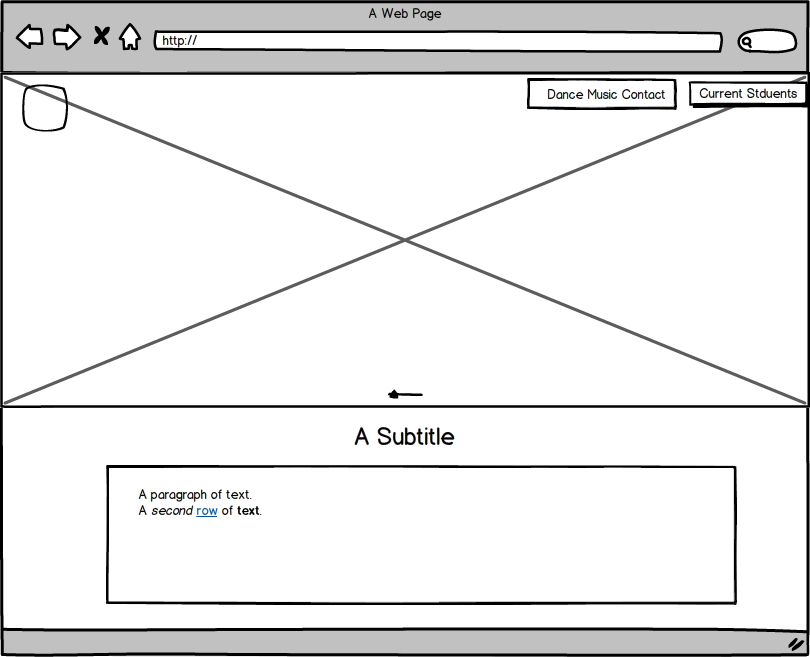 A Web Page
http://
Dance Music Contact
Current Stduents
A Subtitle
A paragraph of text.
A second row of text.